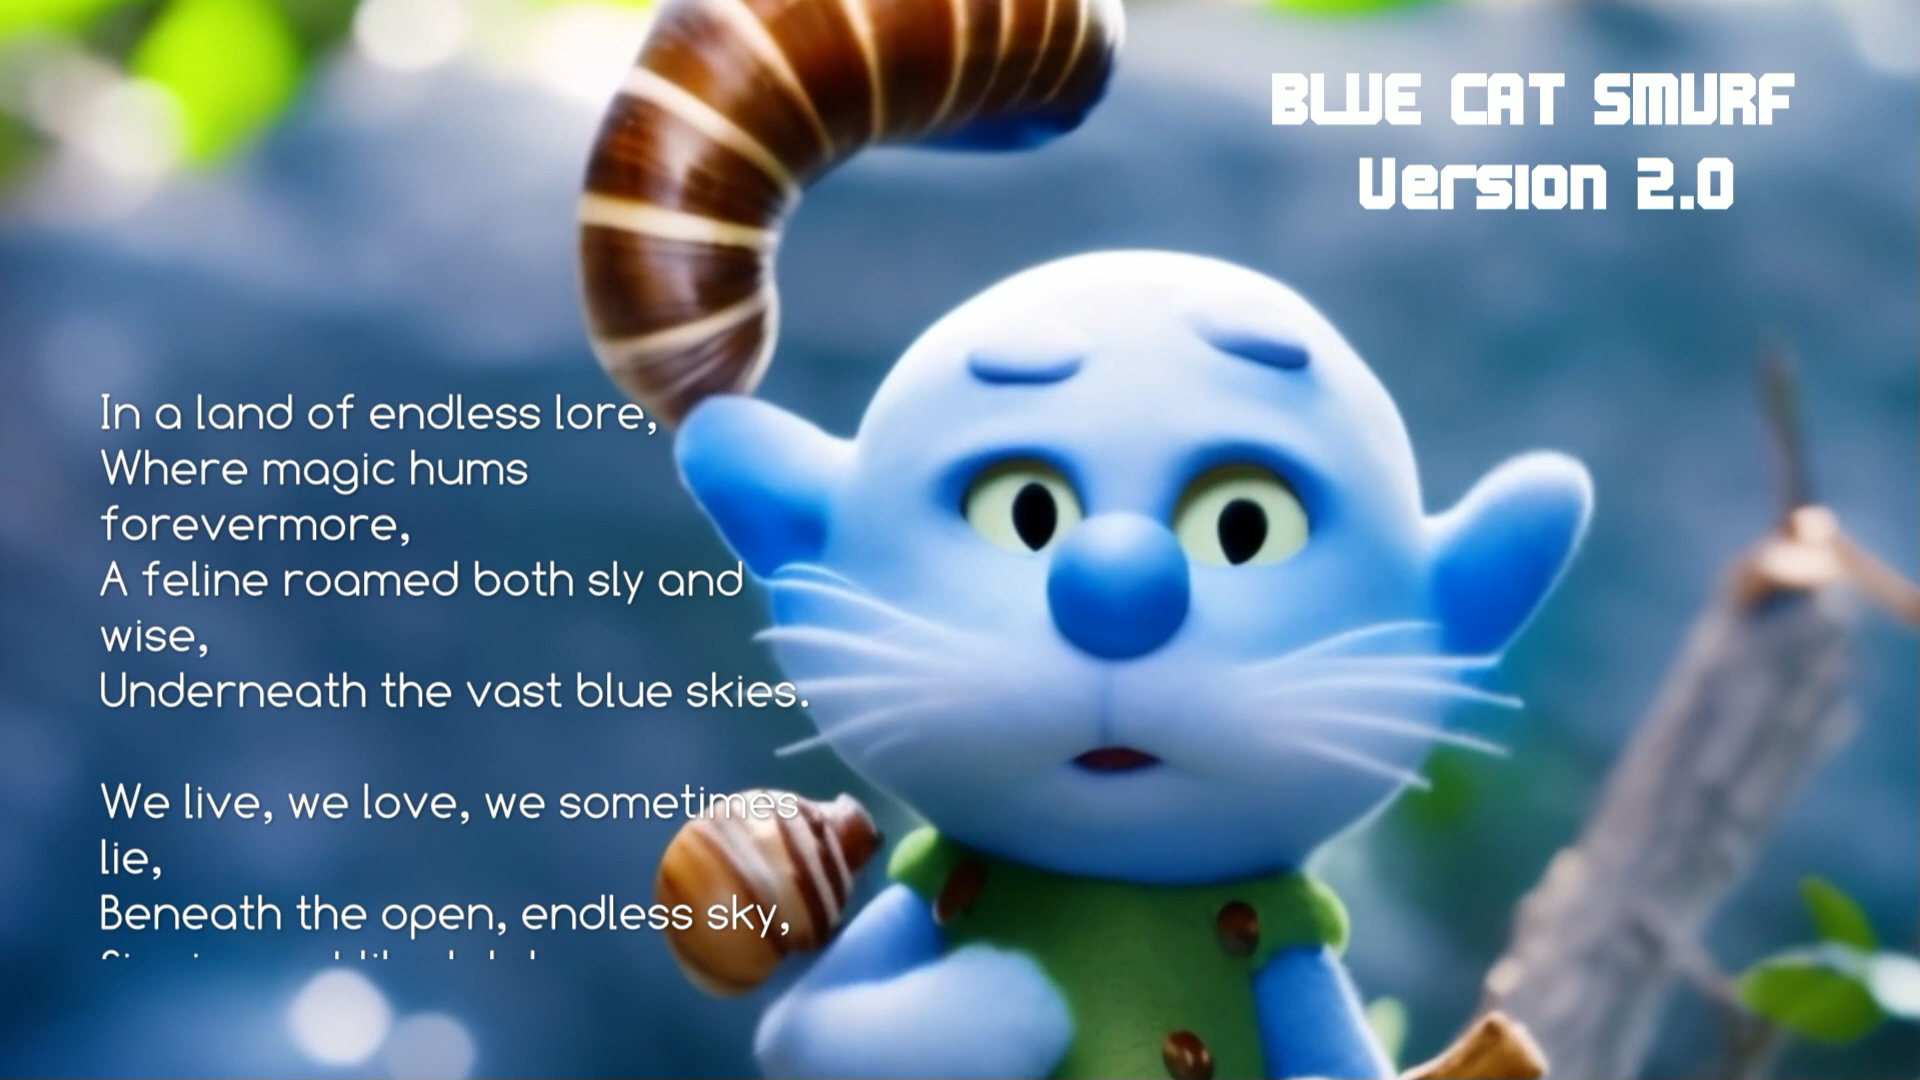 BLUE CAT SMURF
Version 2.0
In a land of endless lore,
Where magic hums
forevermore,
A feline roamed both sly and
wise,
Underneath the vast blue skies.
We live, we love, we sometimes
lie,
Beneath the open, endless sky,